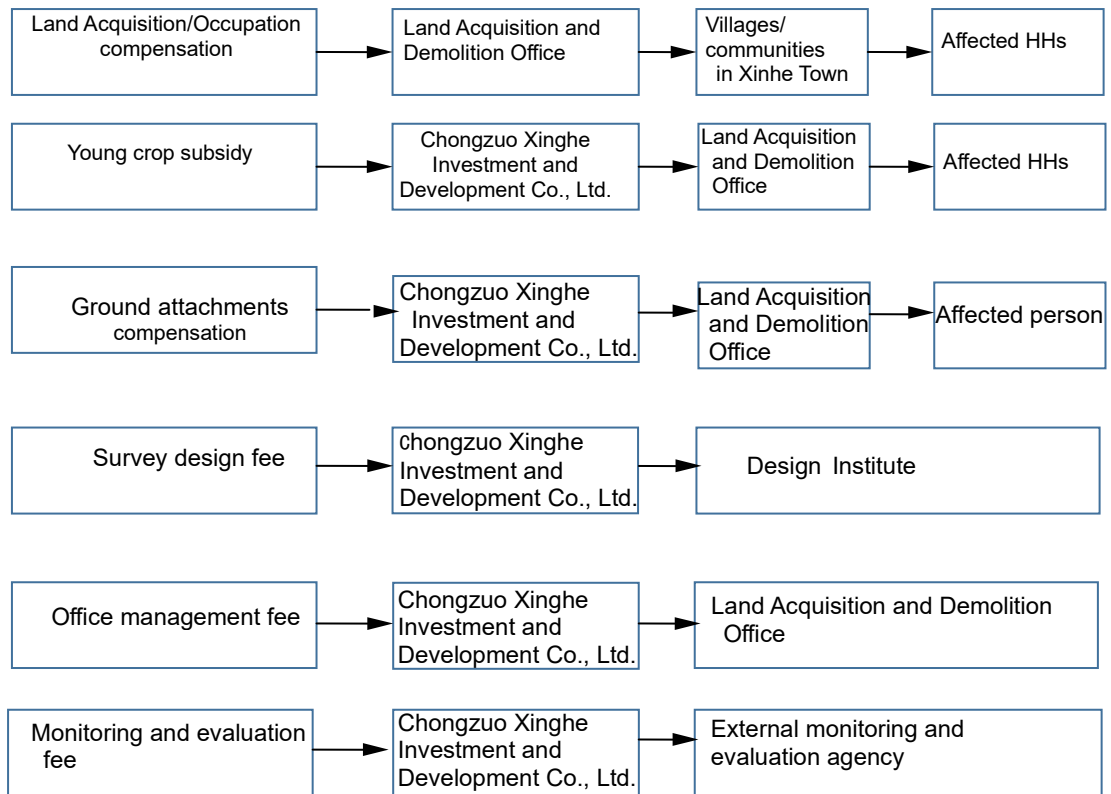 Land Acquisition/Occupation
compensation
Land Acquisition and
Demolition Office
Villages/
communities
in Xinhe Town
Affected HHs
Young crop subsidy
Chongzuo Xinghe
Investment and
Development Co., Ltd.
Land Acquisition
and Demolition
Office
Affected HHs
Ground attachments
compensation
Chongzuo Xinghe
Investment and
Development Co., Ltd.
Land Acquisition
and Demolition
Office
Affected person
Survey design fee
Chongzuo Xinghe
Investment and
Development Co., Ltd.
Design Institute
Office management fee
Chongzuo Xinghe
Investment and
Development Co., Ltd.
Land Acquisition and Demolition
Office
Monitoring and evaluation
fee
Chongzuo Xinghe
Investment and
Development Co., Ltd.
External monitoring and
evaluation agency